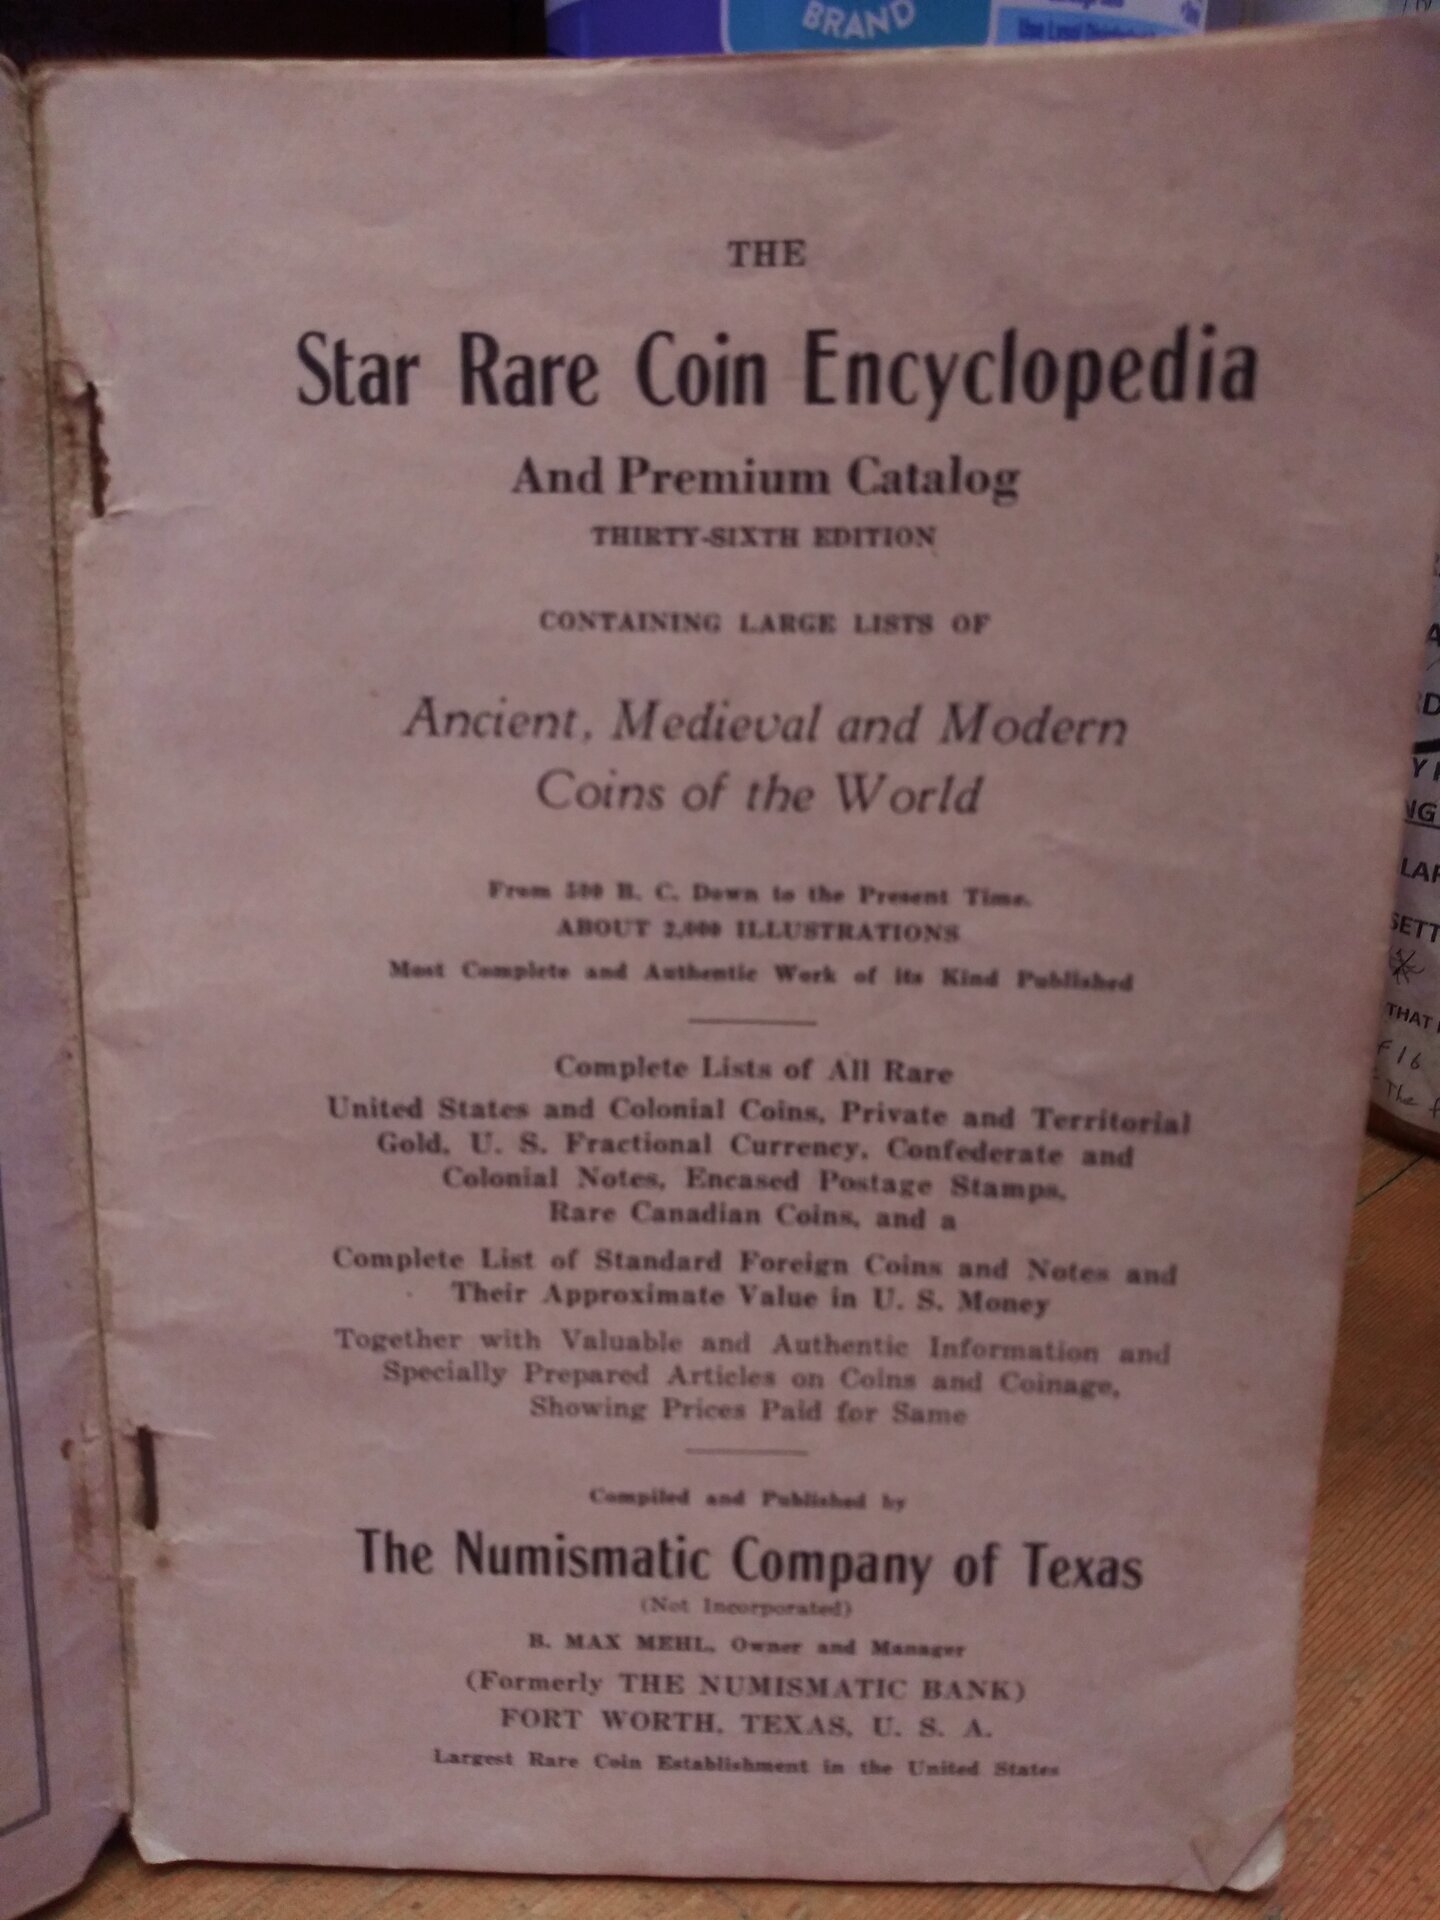 BRAND
THE
Star Rare Coin Encyclopedia
And Premium Catalog
THIRTY-SIXTH EDITION
CONTAINING LARGE LISTS OF
Ancient, Medieval and Modern
Coins of the World
From 500 B. C. Down to the Present Time.
ABOUT 2,000 ILLUSTRATIONS
Most Complete and Authentic Work of its Kind Published
Complete Lists of All Rare
United States and Colonial Coins, Private and Territorial
Gold, U. S. Fractional Currency, Confederate and
Colonial Notes, Encased Postage Stamps,
Rare Canadian Coins, and a
Complete List of Standard Foreign Coins and Notes and
Their Approximate Value in U. S. Money
Together with Valuable and Authentic Information and
Specially Prepared Articles on Coins and Coinage,
Showing Prices Paid for Same
Compiled and Published by
The Numismatic Company of Texas
(Not Incorporated)
B. MAX MEHL, Owner and Manager
(Formerly THE NUMISMATIC BANK)
FORT WORTH, TEXAS, U. S. A.
Largest Rare Coin Establishment in the United States
NG
LAR
SETT
THAT
F 16
The